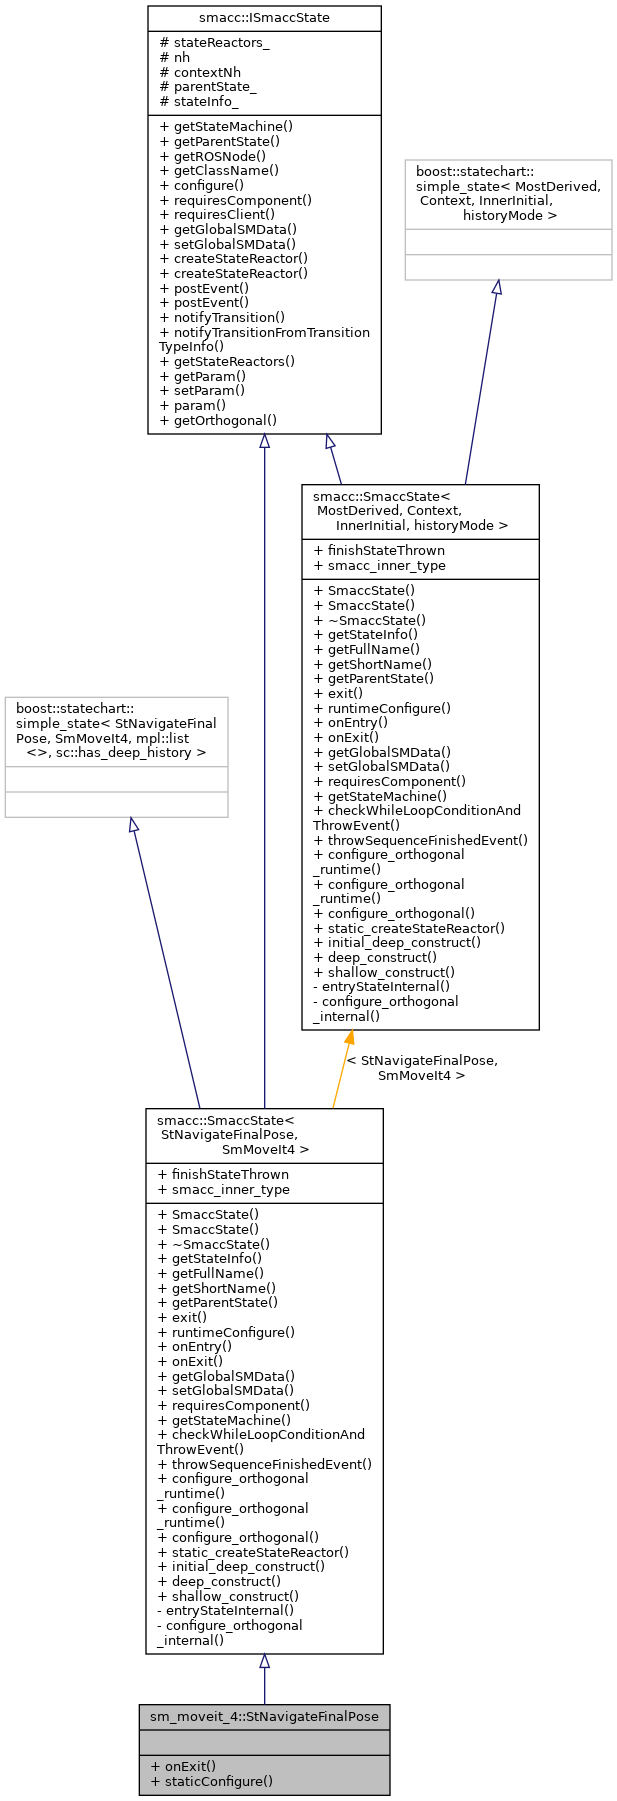 smacc::ISmaccState
# stateReactors_
# nh
# contextNh
# parentState_
# stateInfo_
+ getStateMachine()
+ getParentState()
+ getROSNode()
+ getClassName()
+ configure()
+ requiresComponent()
+ requiresClient()
+ getGlobalSMData()
+ setGlobalSMData()
+ createStateReactor()
+ createStateReactor()
+ postEvent()
+ postEvent()
+ notifyTransition()
+ notifyTransitionFromTransition
TypeInfo()
+ getStateReactors()
+ getParam()
+ setParam()
+ param()
+ getOrthogonal()
boost::statechart::
simple_state< MostDerived,
Context, InnerInitial,
historyMode >
smacc::SmaccState<
MostDerived, Context,
InnerInitial, historyMode >
+ finishStateThrown
+ smacc_inner_type
+ SmaccState()
+ SmaccState()
+ ~SmaccState()
+ getStateInfo()
+ getFullName()
+ getShortName()
+ getParentState()
+ exit()
+ runtimeConfigure()
+ onEntry()
+ onExit()
+ getGlobalSMData()
+ setGlobalSMData()
+ requiresComponent()
+ getStateMachine()
+ checkWhileLoopConditionAnd
ThrowEvent()
+ throwSequenceFinishedEvent()
+ configure_orthogonal
_runtime()
+ configure_orthogonal
_runtime()
+ configure_orthogonal()
+ static_createStateReactor()
+ initial_deep_construct()
+ deep_construct()
+ shallow_construct()
- entryStateInternal()
- configure_orthogonal
_internal()
boost::statechart::
simple_state< StNavigateFinal
Pose, SmMoveIt4, mpl::list
<>, sc::has_deep_history >
< StNavigateFinalPose,
SmMoveIt4 >
smacc::SmaccState<
StNavigateFinalPose,
SmMoveIt4 >
+ finishStateThrown
+ smacc_inner_type
+ SmaccState()
+ SmaccState()
+ ~SmaccState()
+ getStateInfo()
+ getFullName()
+ getShortName()
+ getParentState()
+ exit()
+ runtimeConfigure()
+ onEntry()
+ onExit()
+ getGlobalSMData()
+ setGlobalSMData()
+ requiresComponent()
+ getStateMachine()
+ checkWhileLoopConditionAnd
ThrowEvent()
+ throwSequenceFinishedEvent()
+ configure_orthogonal
_runtime()
+ configure_orthogonal
_runtime()
+ configure_orthogonal()
+ static_createStateReactor()
+ initial_deep_construct()
+ deep_construct()
+ shallow_construct()
- entryStateInternal()
- configure_orthogonal
_internal()
sm_moveit_4::StNavigateFinalPose
+ onExit()
+ staticConfigure()